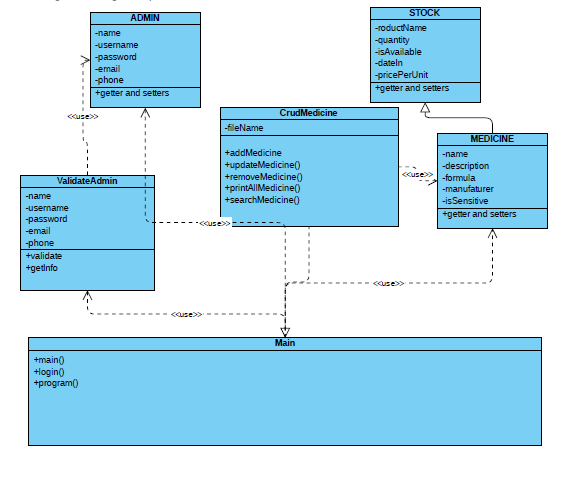 ADMIN
-name
-username
-password
-email
-phone
+getter and setters
STOCK
-roductName
-quantity
-isAvailable
-dateIn
-pricePerUnit
+getter and setters
<<use>>
CrudMedicine
-fileName
+addMedicine
+updateMedicine()
+removeMedicine()
+printAllMedicine()
+searchMedicine()
MEDICINE
-name
-description
-formula
-manufaturer
-isSensitive
+getter and setters
<<use>>
ValidateAdmin
-name
-username
-password
-email
-phone
+validate
+getInfo
<<use>>
<<use>>
<<use>>
Main
+main()
+login()
+program()